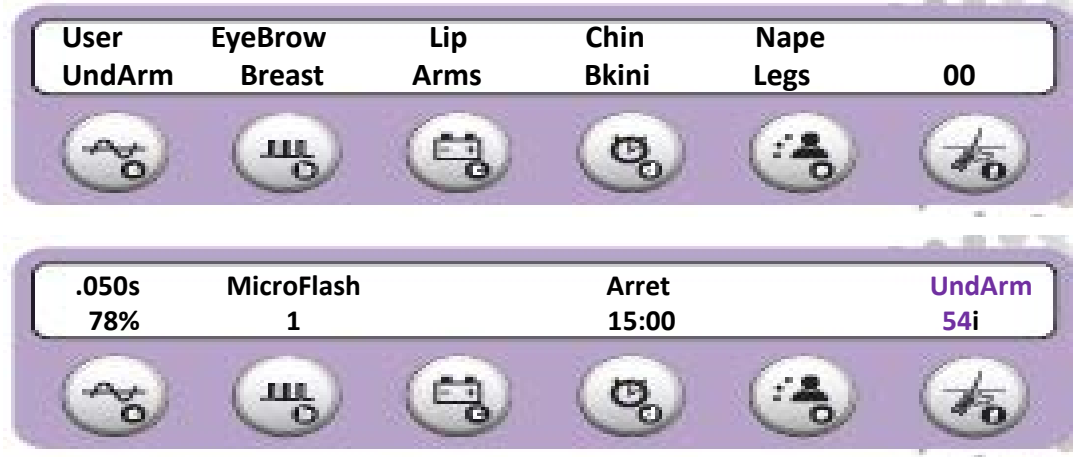 User EyeBrow Lip Chin Nape
UndArm Breast Arms Bkini Legs 00
.050s MicroFlash Arret UndArm
78% 1 15:00 54i